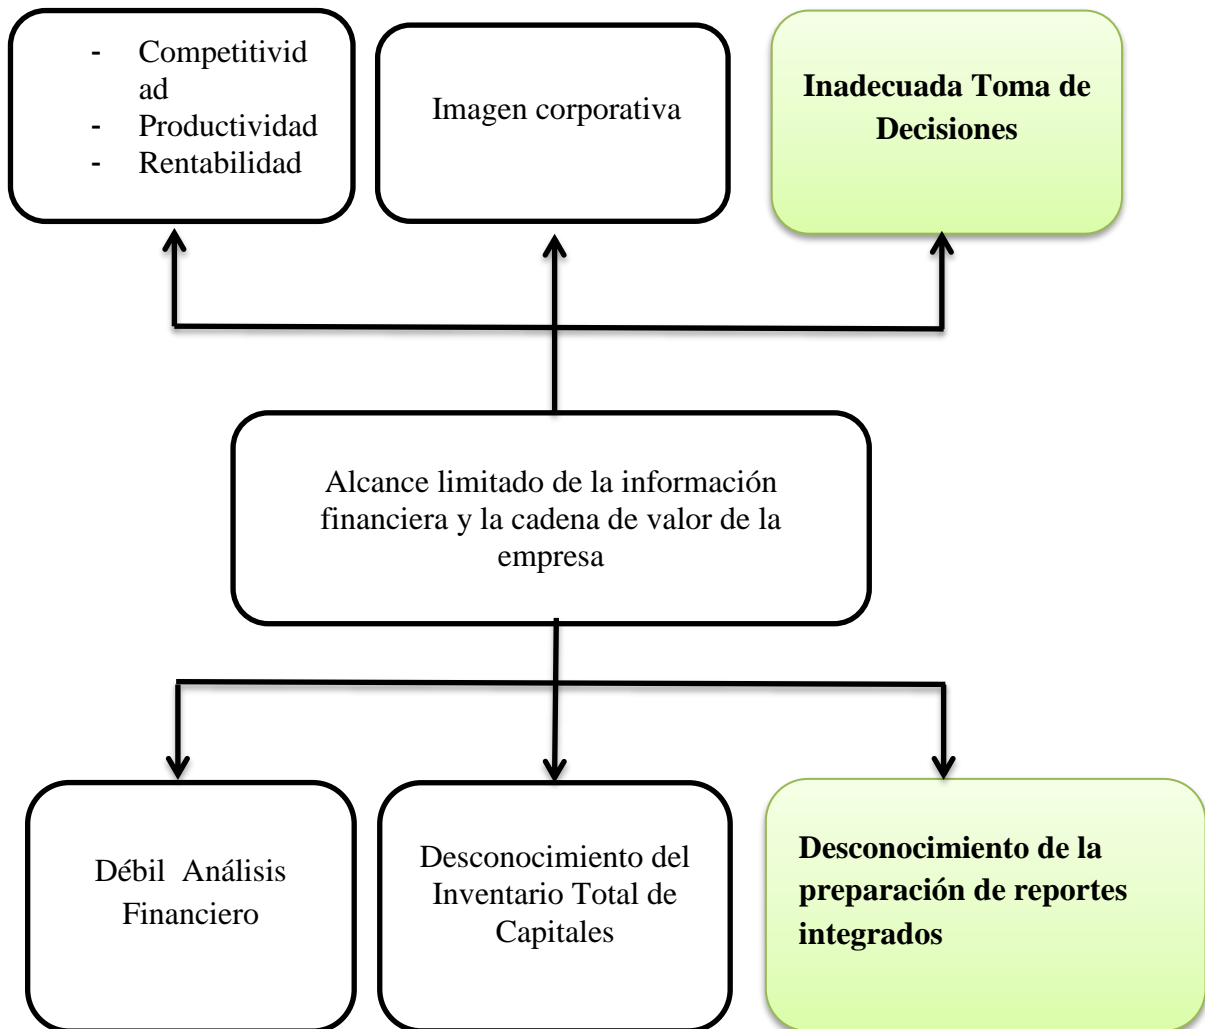 - Competitivid
ad
- Productividad
- Rentabilidad
Imagen corporativa
Inadecuada Toma de
Decisiones
Alcance limitado de la información
financiera y la cadena de valor de la
empresa
Débil Análisis
Financiero
Desconocimiento del
Inventario Total de
Capitales
Desconocimiento de la
preparación de reportes
integrados